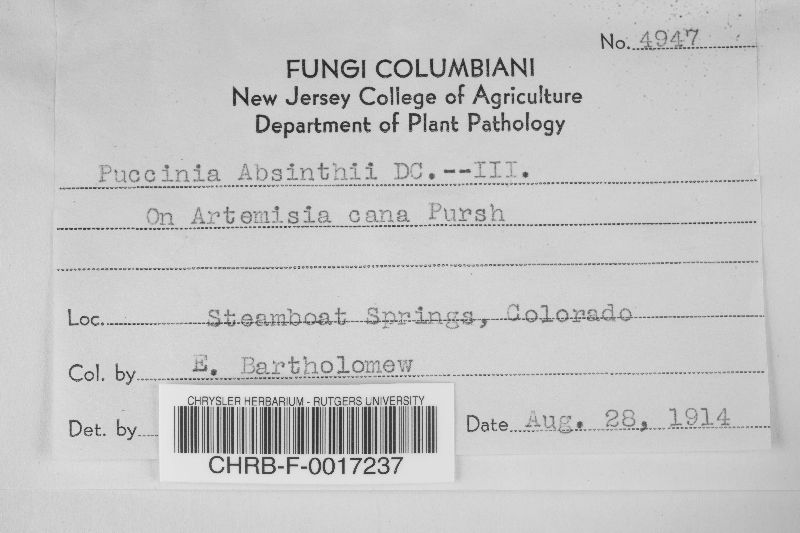 No. 4947
FUNGI COLUMBIANI
New Jersey College of Agriculture
Department of Plant Pathology
Puccinia Absinthii DC.--III.
On Artemisia cana Pursh
Loc. Steamboat Springs, Colorado
Col. by E. Bartholomew
Det. by
Date Aug. 28, 1914
CHRYSLER HERBARIUM - RUTGERS UNIVERSITY
CHRB-F-0017237